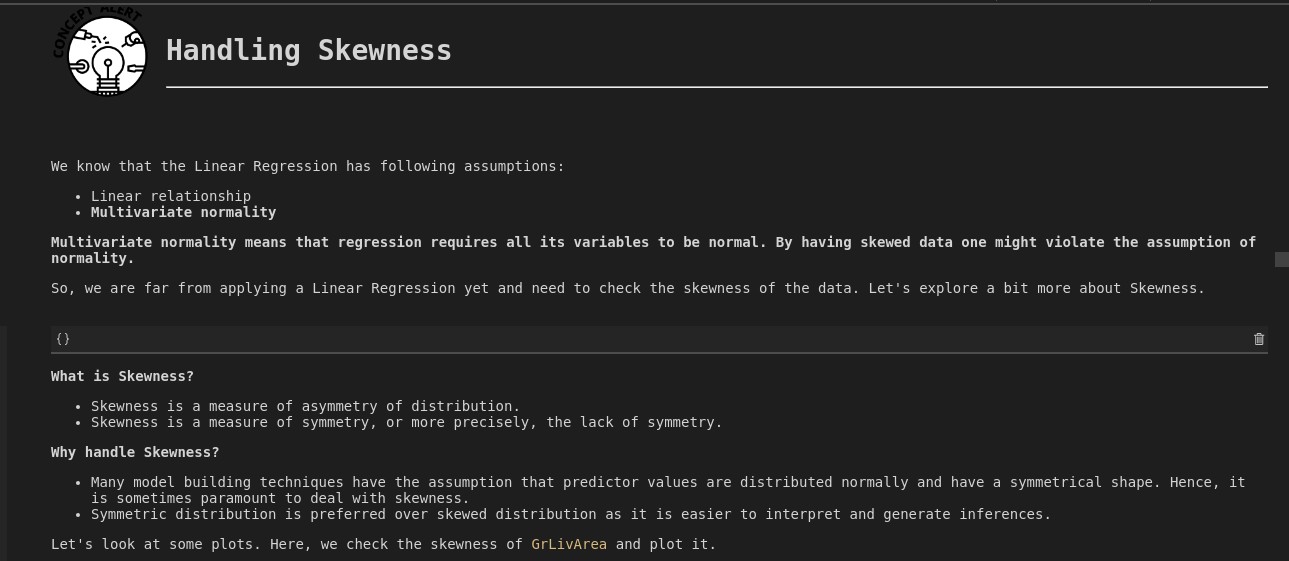 CONCEPT ALERT
Handling Skewness
We know that the Linear Regression has following assumptions:
• Linear relationship
• Multivariate normality
Multivariate normality means that regression requires all its variables to be normal. By having skewed data one might violate the assumption of
normality.
So, we are far from applying a Linear Regression yet and need to check the skewness of the data. Let's explore a bit more about Skewness.
{}
What is Skewness?
• Skewness is a measure of asymmetry of distribution.
• Skewness is a measure of symmetry, or more precisely, the lack of symmetry.
Why handle Skewness?
• Many model building techniques have the assumption that predictor values are distributed normally and have a symmetrical shape. Hence, it
is sometimes paramount to deal with skewness.
• Symmetric distribution is preferred over skewed distribution as it is easier to interpret and generate inferences.
Let's look at some plots. Here, we check the skewness of GrLivArea and plot it.